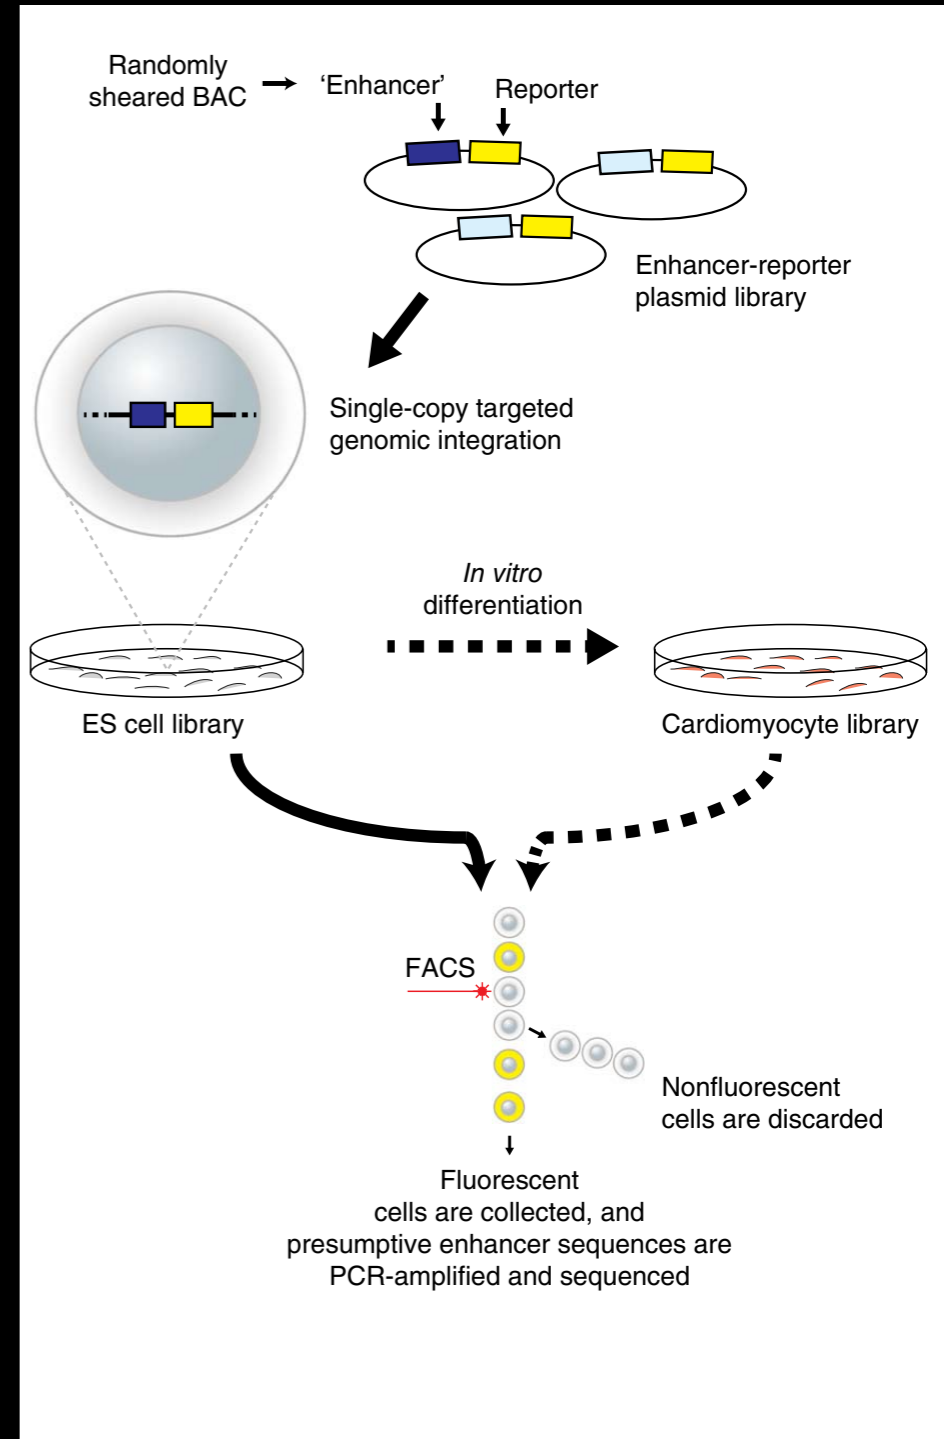 Randomly
sheared BAC
‘Enhancer’
Reporter
Enhancer-reporter
plasmid library
Single-copy targeted
genomic integration
In vitro
differentiation
ES cell library
Cardiomyocyte library
FACS
Nonfluorescent
cells are discarded
Fluorescent
cells are collected, and
presumptive enhancer sequences are
PCR-amplified and sequenced